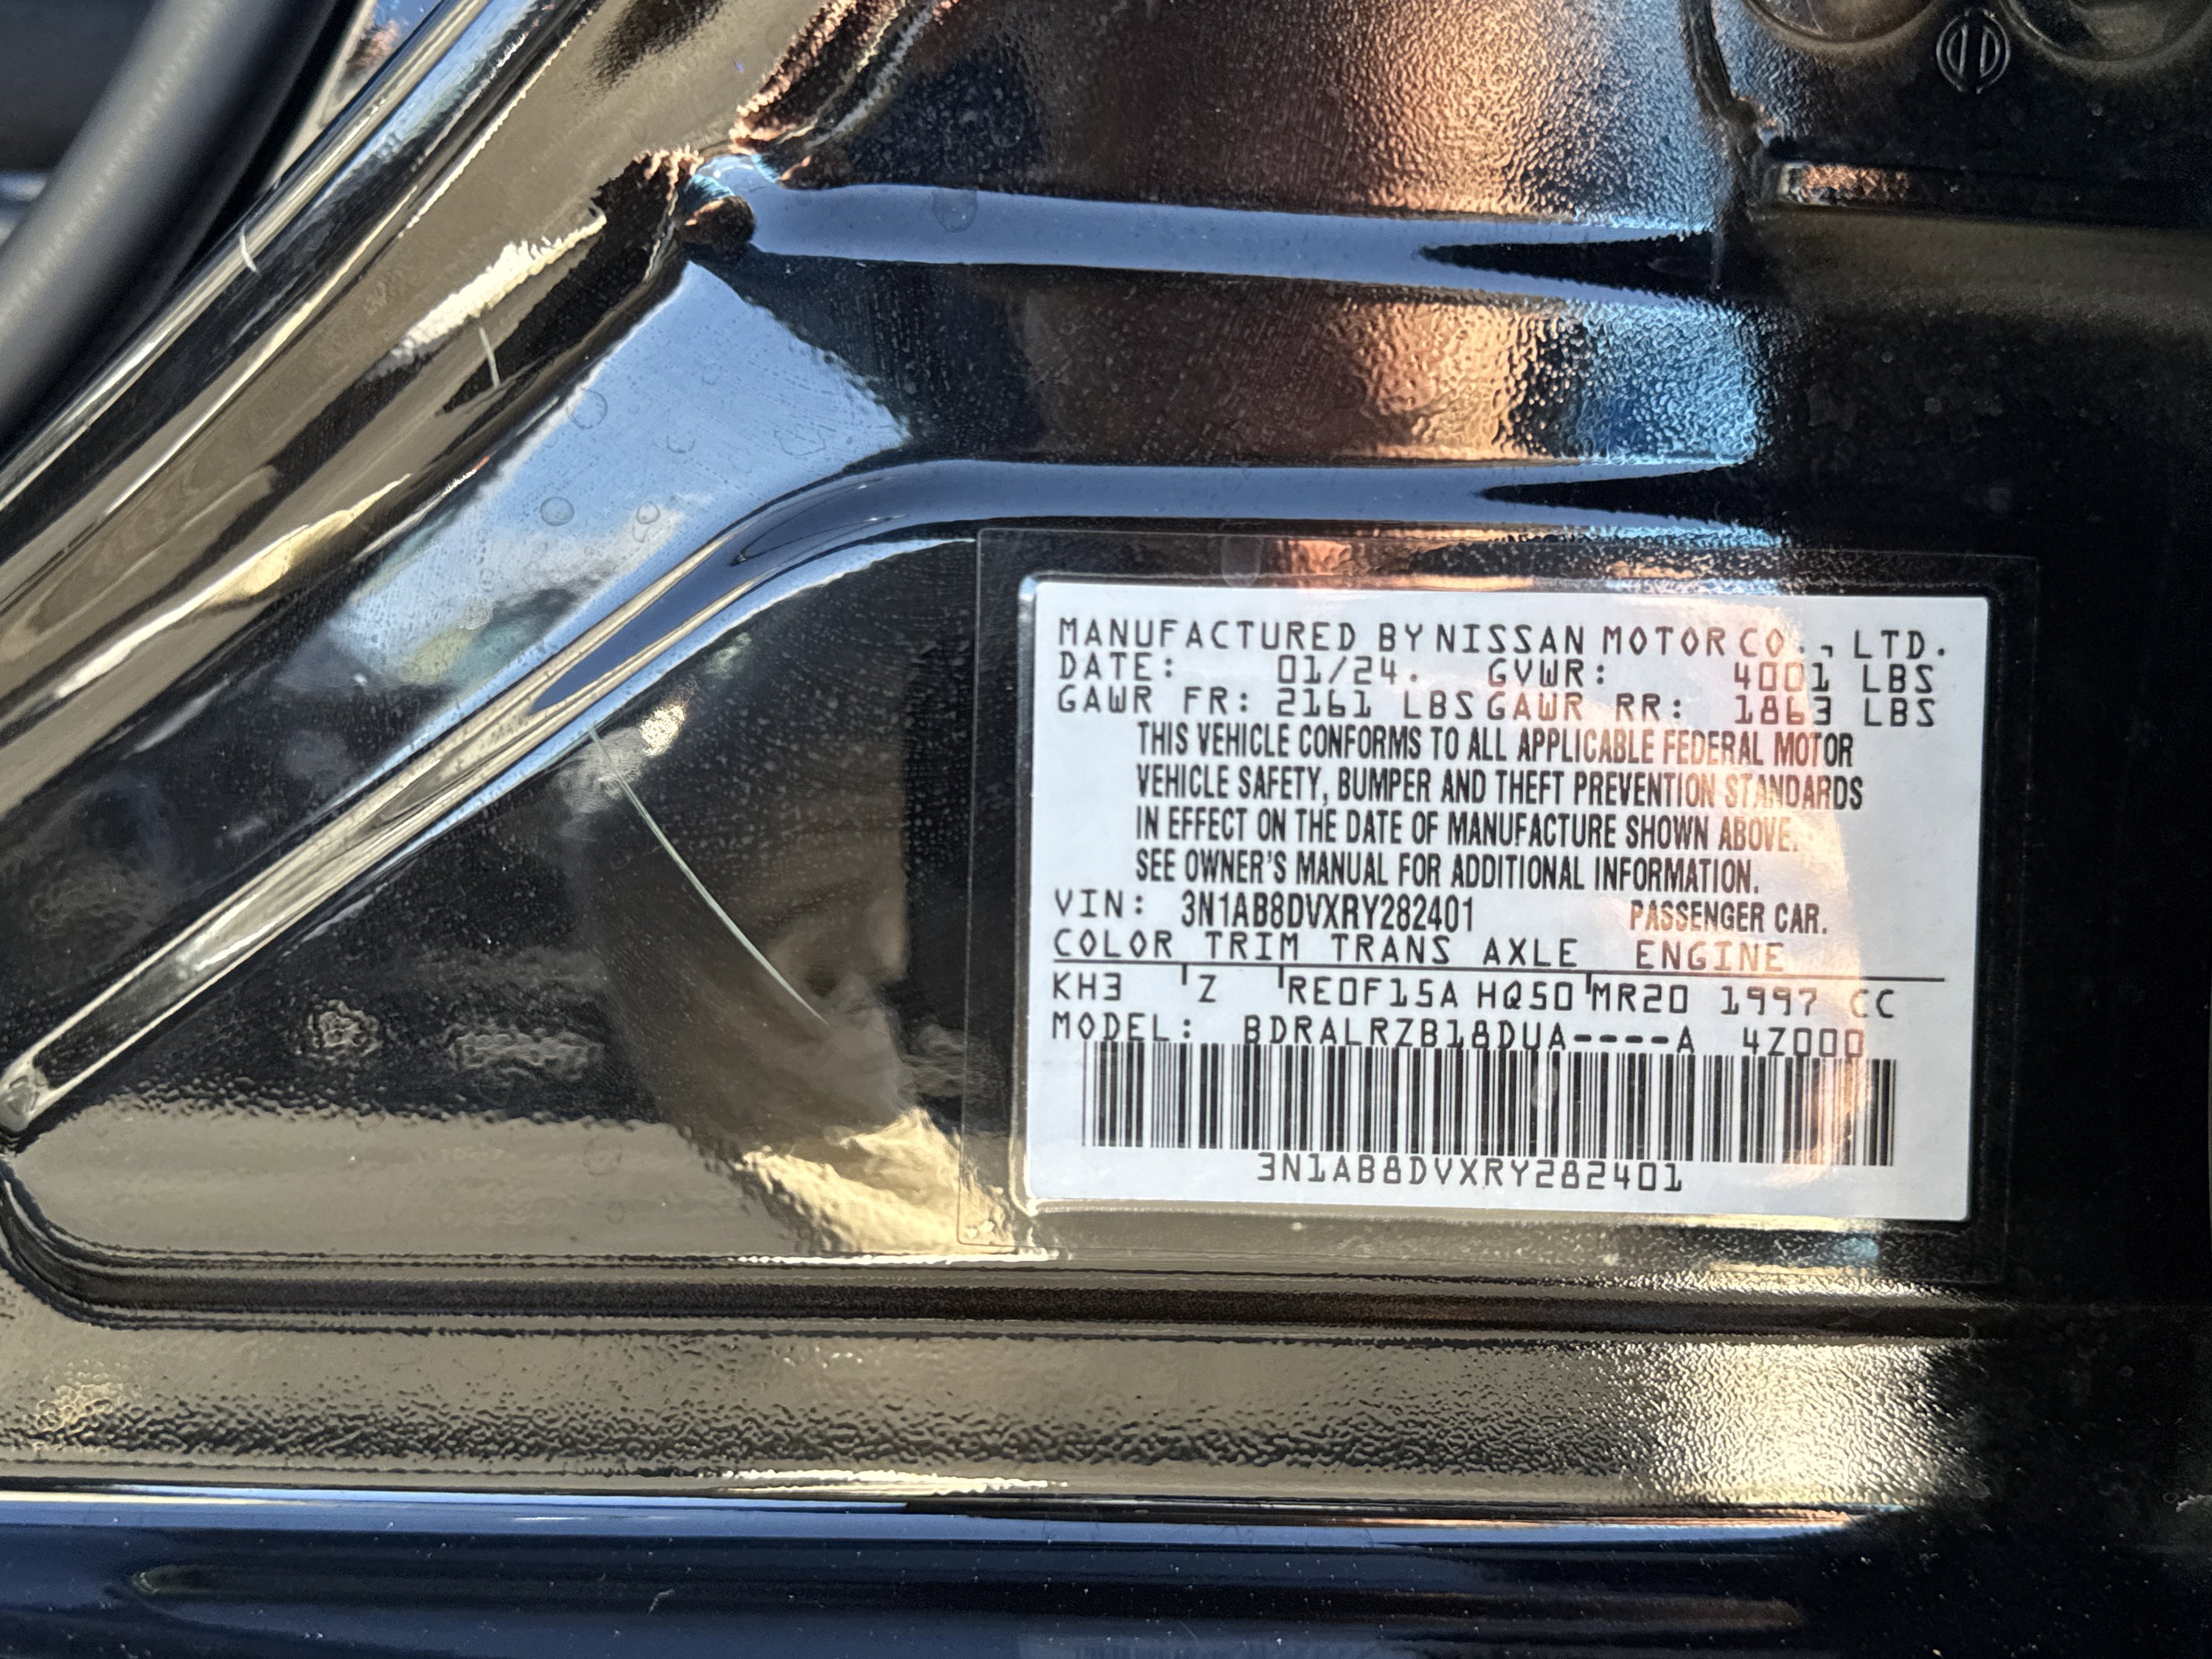 MANUFACTURED BY NISSAN MOTOR CO., LTD.
DATE: 01/24. GVWR: 4001 LBS
GAWR FR: 2161 LBS GAWR RR: 1863 LBS
THIS VEHICLE CONFORMS TO ALL APPLICABLE FEDERAL MOTOR
VEHICLE SAFETY, BUMPER AND THEFT PREVENTION STANDARDS
IN EFFECT ON THE DATE OF MANUFACTURE SHOWN ABOVE.
SEE OWNER'S MANUAL FOR ADDITIONAL INFORMATION.
VIN: 3N1AB8DVXRY282401 PASSENGER CAR.
COLOR TRIM TRANS AXLE ENGINE
KH3 Z RE0F15A HQ50 MR20 1997 CC
MODEL: BDRALRZB18DUA----A 4Z000
3N1AB8DVXRY282401